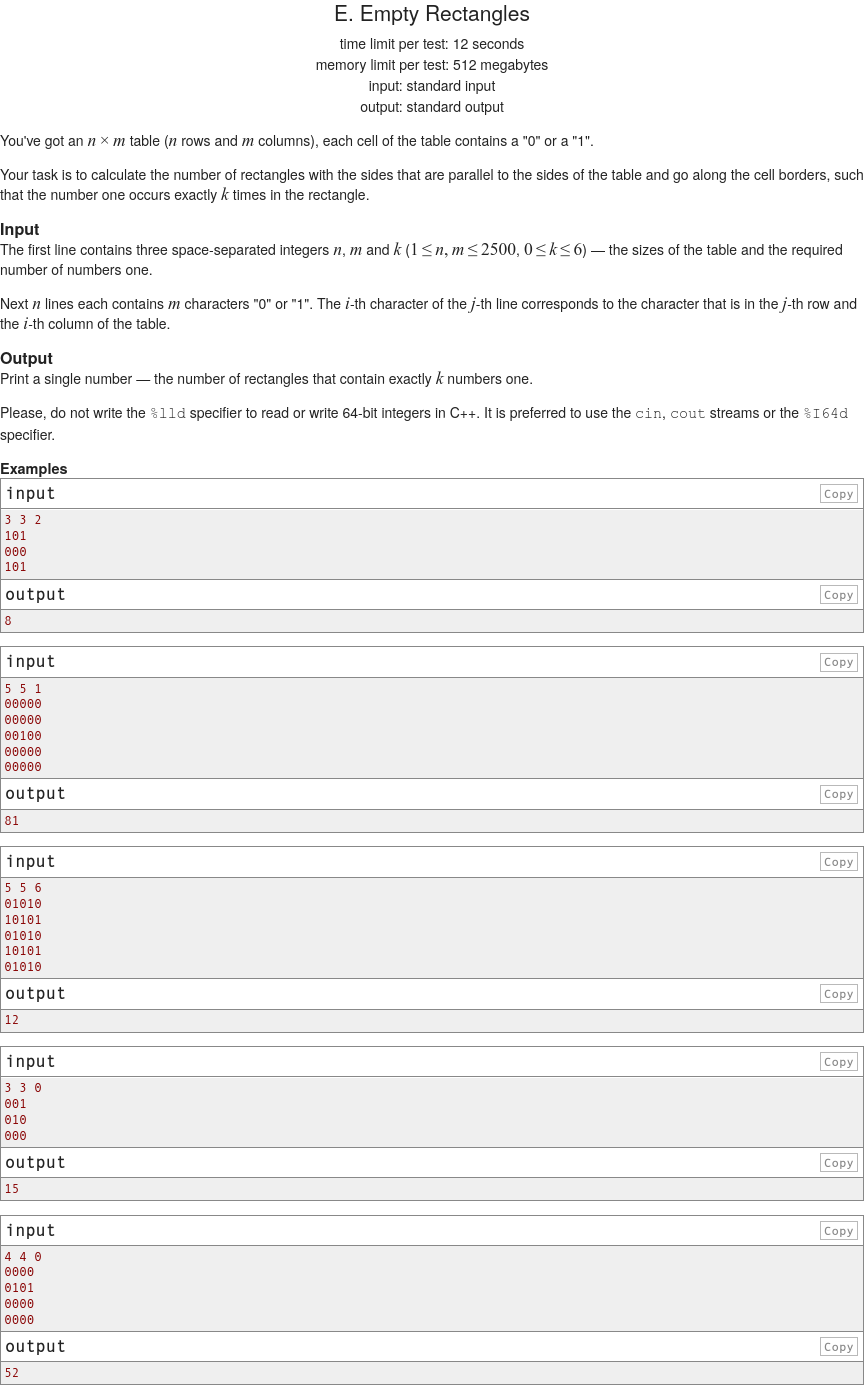 E. Empty Rectangles
time limit per test: 12 seconds
memory limit per test: 512 megabytes
input: standard input
output: standard output
You've got an n × m table (n rows and m columns), each cell of the table contains a "0" or a "1".
Your task is to calculate the number of rectangles with the sides that are parallel to the sides of the table and go along the cell borders, such
that the number one occurs exactly k times in the rectangle.
Input
The first line contains three space-separated integers n, m and k (1 ≤ n, m ≤ 2500, 0 ≤ k ≤ 6) — the sizes of the table and the required
number of numbers one.
Next n lines each contains m characters "0" or "1". The i-th character of the j-th line corresponds to the character that is in the j-th row and
the i-th column of the table.
Output
Print a single number — the number of rectangles that contain exactly k numbers one.
Please, do not write the %lld specifier to read or write 64-bit integers in C++. It is preferred to use the cin, cout streams or the %I64d
specifier.
Examples
input Copy
3 3 2
101
000
101
output Copy
8
input Copy
5 5 1
00000
00000
00100
00000
00000
output Copy
81
input Copy
5 5 6
01010
10101
01010
10101
01010
output Copy
12
input Copy
3 3 0
001
010
000
output Copy
15
input Copy
4 4 0
0000
0101
0000
0000
output Copy
52